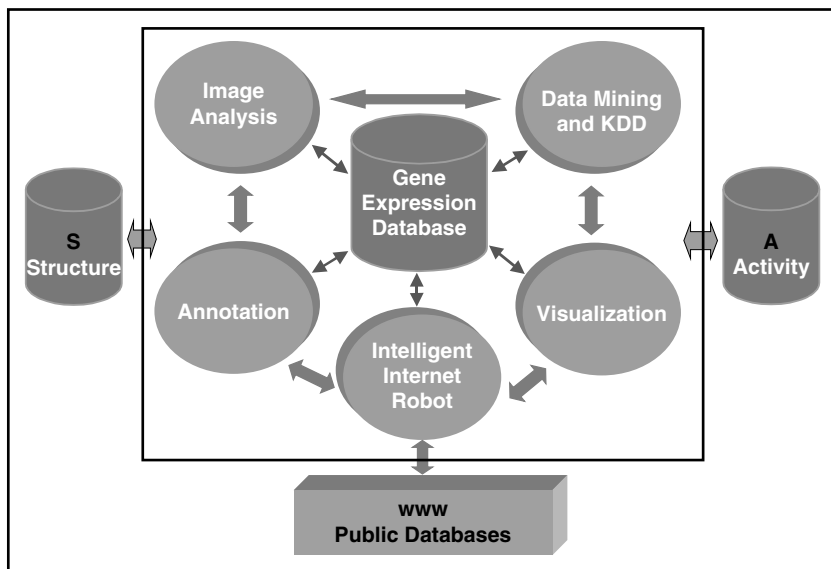 Image
Analysis
Data Mining
and KDD
Gene
Expression
Database
S
Structure
A
Activity
Annotation
Visualization
Intelligent
Internet
Robot
www
Public Databases